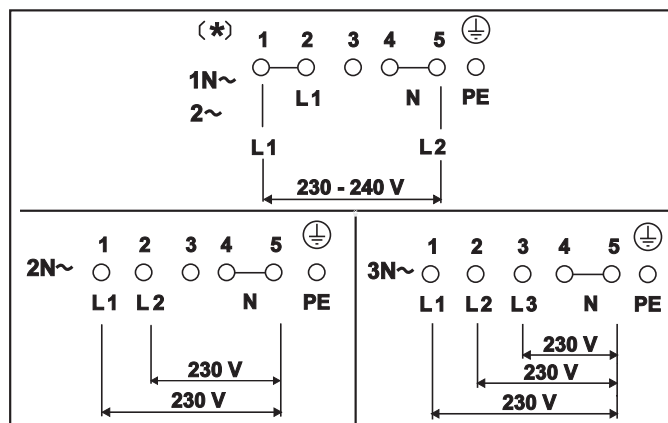 (*) 1 2 3 4 5
1N~ L1 N PE
2~
L1 L2
230 - 240 V
1 2 3 4 5
2N~
L1 L2 N PE
230 V
230 V
1 2 3 4 5
3N~
L1 L2 L3 N PE
230 V
230 V
230 V